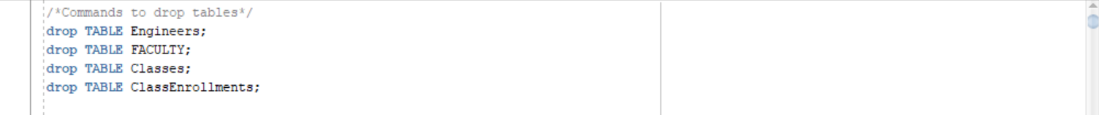 /*Commands to drop tables*/
drop TABLE Engineers;
drop TABLE FACULTY;
drop TABLE Classes;
drop TABLE ClassEnrollments;